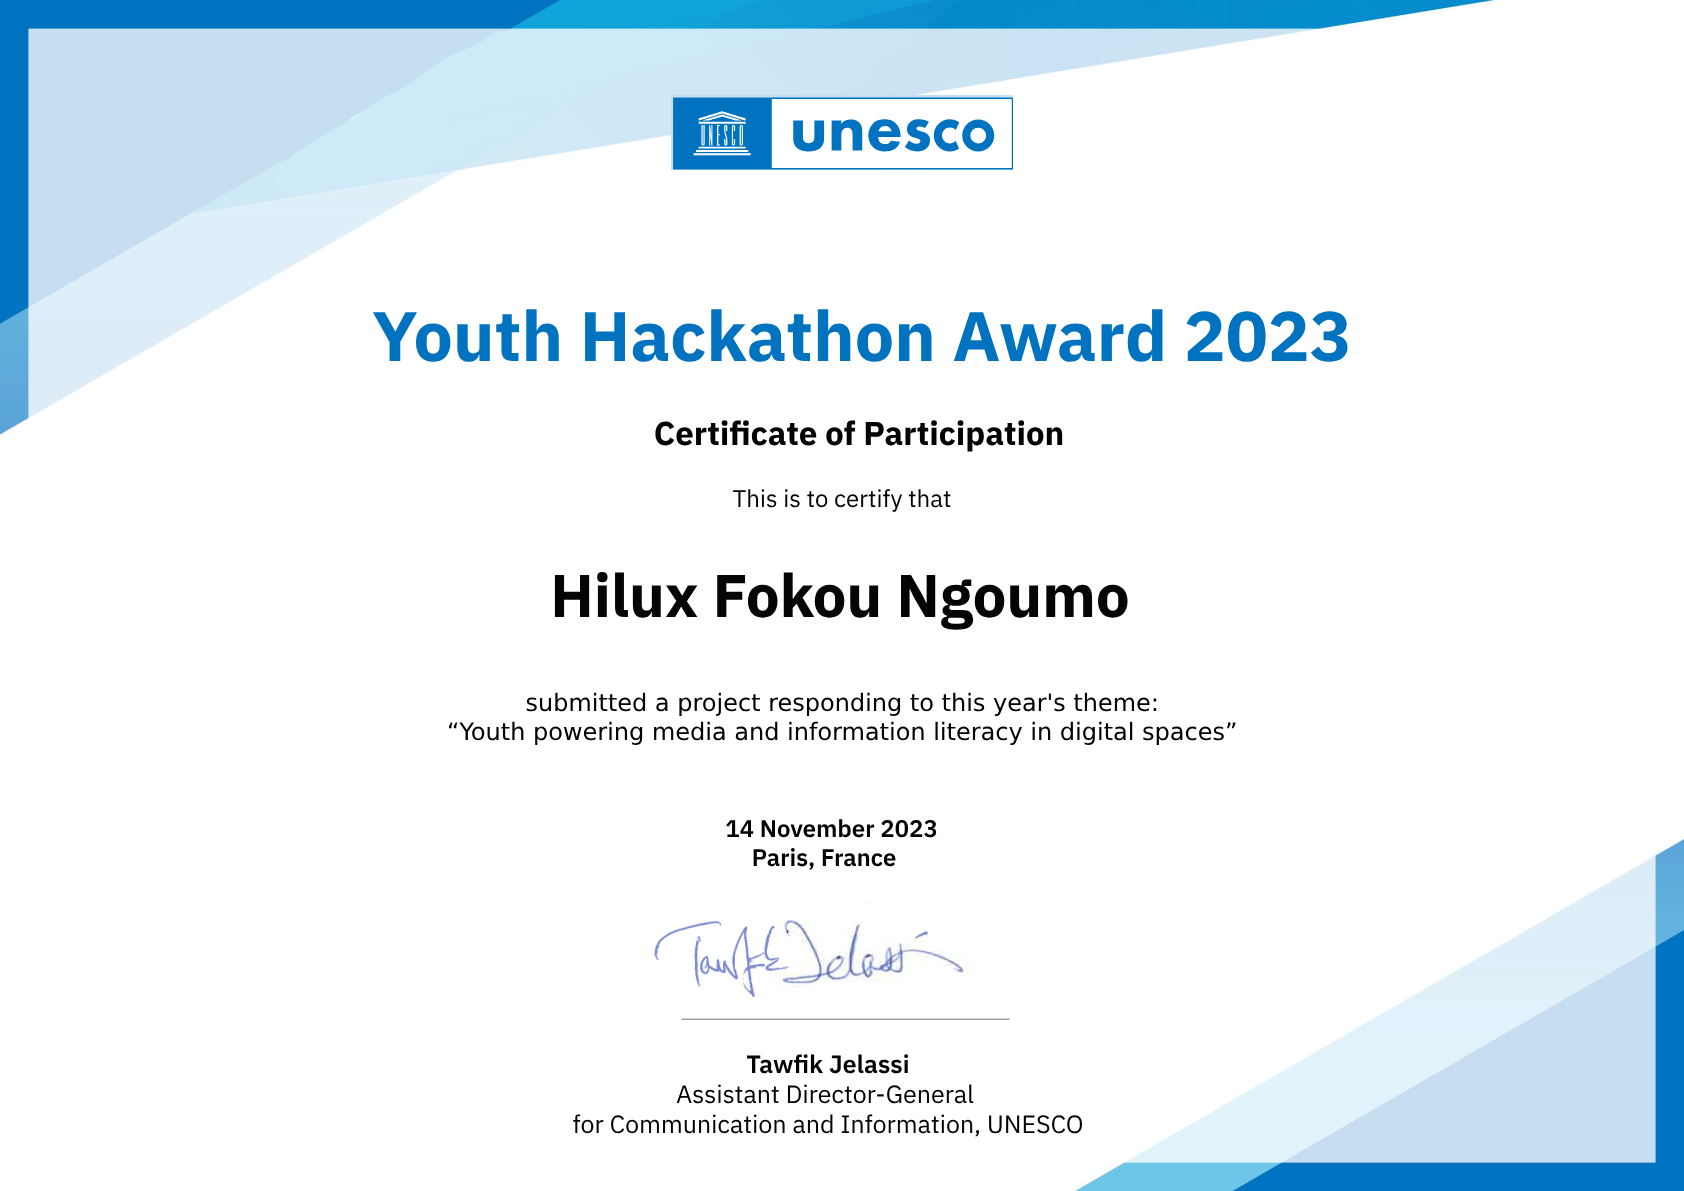 UNESCO
unesco
Youth Hackathon Award 2023
Certificate of Participation
This is to certify that
Hilux Fokou Ngoumo
submitted a project responding to this year's theme:
“Youth powering media and information literacy in digital spaces”
14 November 2023
Paris, France
Tawfik Jelassi
Tawfik Jelassi
Assistant Director-General
for Communication and Information, UNESCO